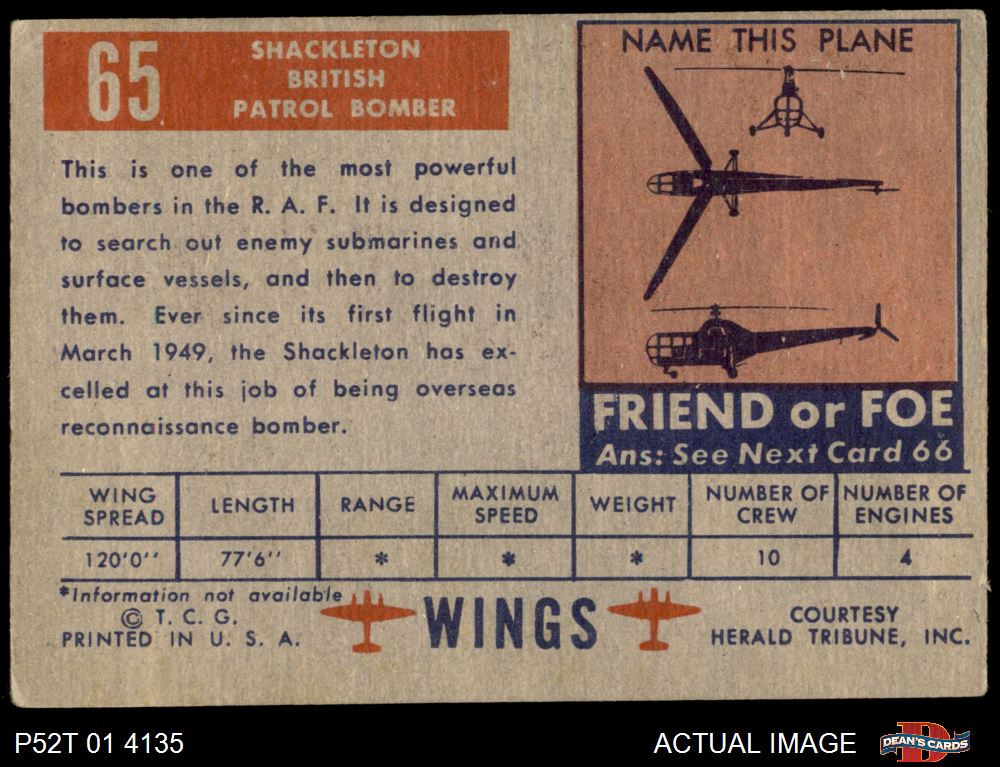 65
SHACKLETON
BRITISH
PATROL BOMBER
This is one of the most powerful
bombers in the R. A. F. It is designed
to search out enemy submarines and
surface vessels, and then to destroy
them. Ever since its first flight in
March 1949, the Shackleton has ex-
celled at this job of being overseas
reconnaissance bomber.
NAME THIS PLANE
FRIEND or FOE
Ans: See Next Card 66
WING SPREAD LENGTH RANGE MAXIMUM SPEED WEIGHT NUMBER OF CREW NUMBER OF ENGINES
120'0'' 77'6'' * * * 10 4
*Information not available
© T. C. G.
PRINTED IN U. S. A.
WINGS
COURTESY
HERALD TRIBUNE, INC.
P52T 01 4135
ACTUAL IMAGE
D
DEAN'S CARDS